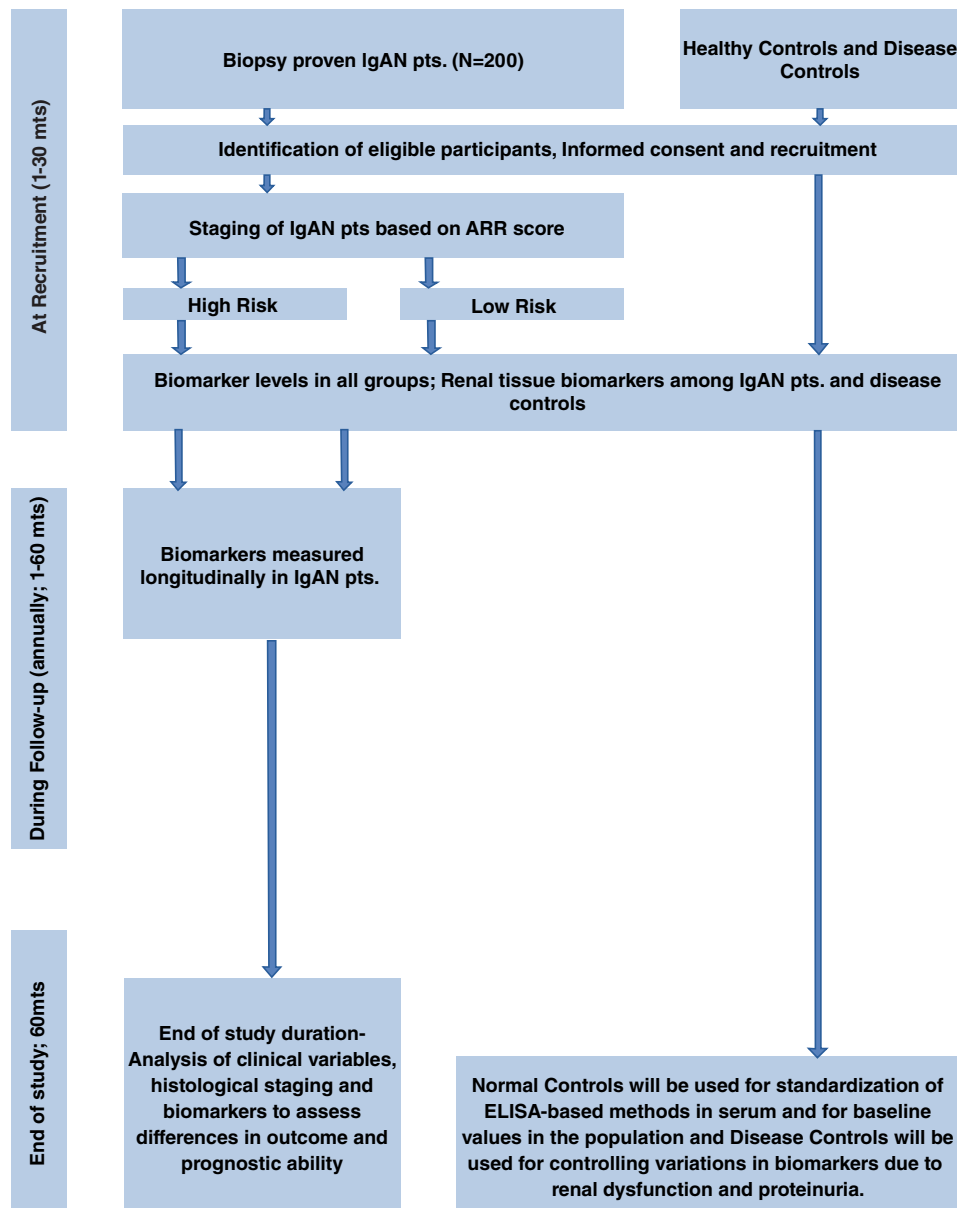 At Recruitment (1-30 mts)
Biopsy proven IgAN pts. (N=200)
Healthy Controls and Disease
Controls
Identification of eligible participants, Informed consent and recruitment
Staging of IgAN pts based on ARR score
High Risk
Low Risk
Biomarker levels in all groups; Renal tissue biomarkers among IgAN pts. and disease
controls
During Follow-up (annually; 1-60 mts)
Biomarkers measured
longitudinally in IgAN pts.
End of study; 60mts
End of study duration-
Analysis of clinical variables,
histological staging and
biomarkers to assess
differences in outcome and
prognostic ability
Normal Controls will be used for standardization of
ELISA-based methods in serum and for baseline
values in the population and Disease Controls will be
used for controlling variations in biomarkers due to
renal dysfunction and proteinuria.